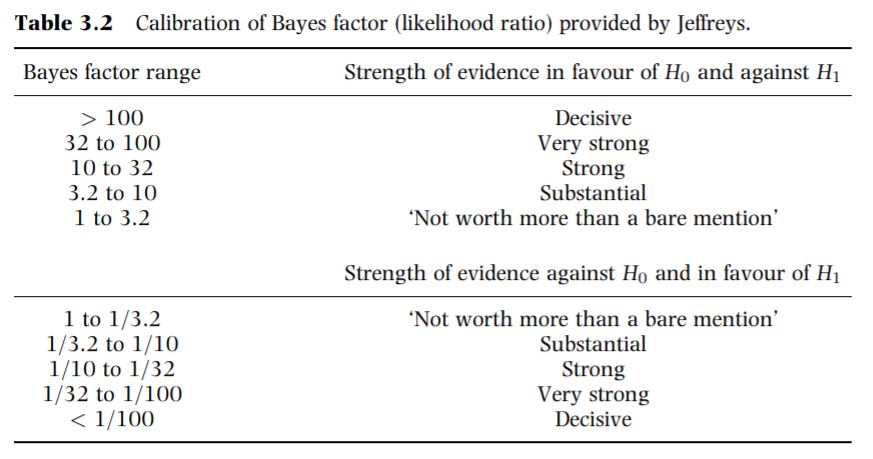 Table 3.2 Calibration of Bayes factor (likelihood ratio) provided by Jeffreys.
Bayes factor range Strength of evidence in favour of H₀ and against H₁
> 100 Decisive
32 to 100 Very strong
10 to 32 Strong
3.2 to 10 Substantial
1 to 3.2 ‘Not worth more than a bare mention’
Strength of evidence against H₀ and in favour of H₁
1 to 1/3.2 ‘Not worth more than a bare mention’
1/3.2 to 1/10 Substantial
1/10 to 1/32 Strong
1/32 to 1/100 Very strong
< 1/100 Decisive